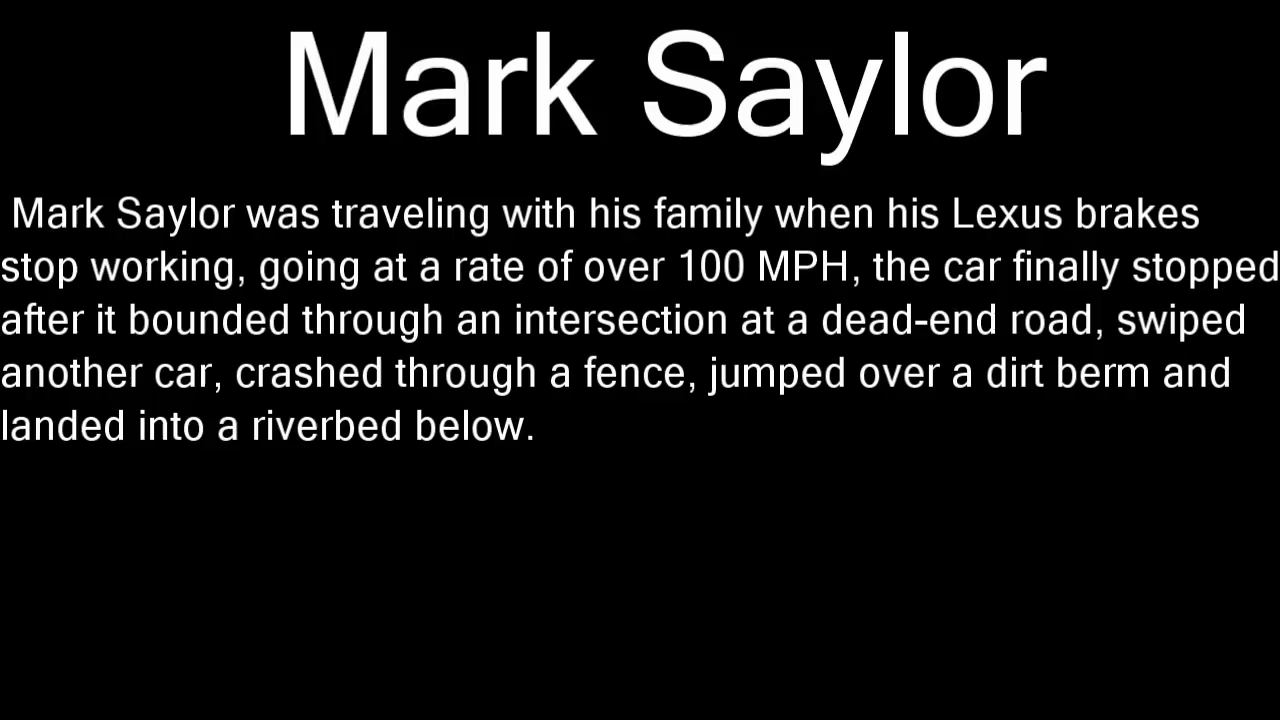 Mark Saylor
Mark Saylor was traveling with his family when his Lexus brakes
stop working, going at a rate of over 100 MPH, the car finally stopped
after it bounded through an intersection at a dead-end road, swiped
another car, crashed through a fence, jumped over a dirt berm and
landed into a riverbed below.